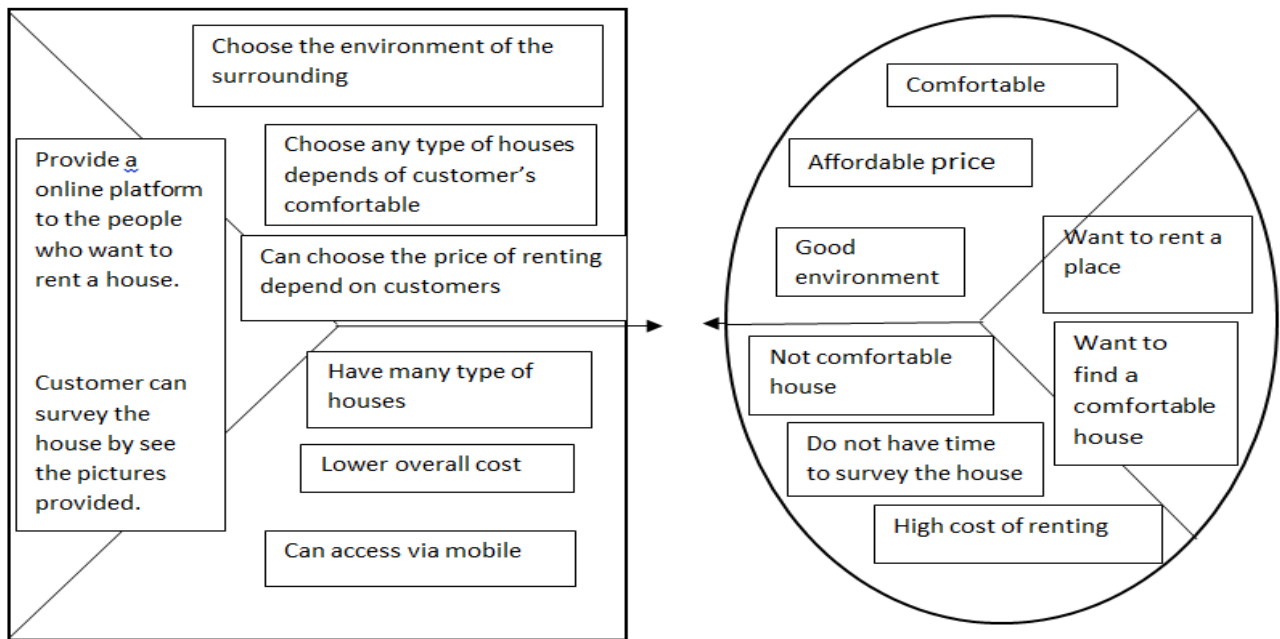 Choose the environment of the
surrounding
Choose any type of houses
depends of customer's
comfortable
Can choose the price of renting
depend on customers
Provide a
online platform
to the people
who want to
rent a house.
Customer can
survey the
house by see
the pictures
provided.
Have many type of
houses
Lower overall cost
Can access via mobile
Comfortable
Affordable price
Good
environment
Want to rent a
place
Want to
find a
comfortable
house
Not comfortable
house
Do not have time
to survey the house
High cost of renting